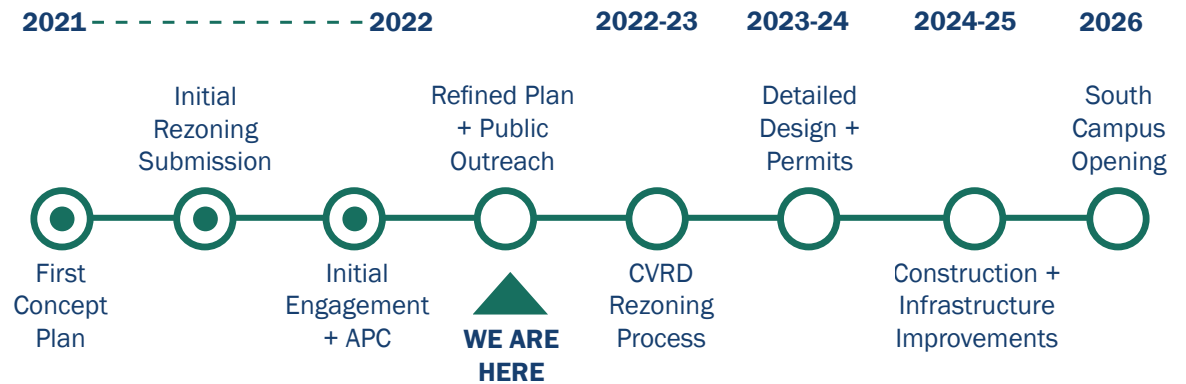 2021 2022 2022-23 2023-24 2024-25 2026
Initial
Rezoning
Submission
Refined Plan
+ Public
Outreach
Detailed
Design +
Permits
South
Campus
Opening
First
Concept
Plan
Initial
Engagement
+ APC
WE ARE
HERE
CVRD
Rezoning
Process
Construction +
Infrastructure
Improvements